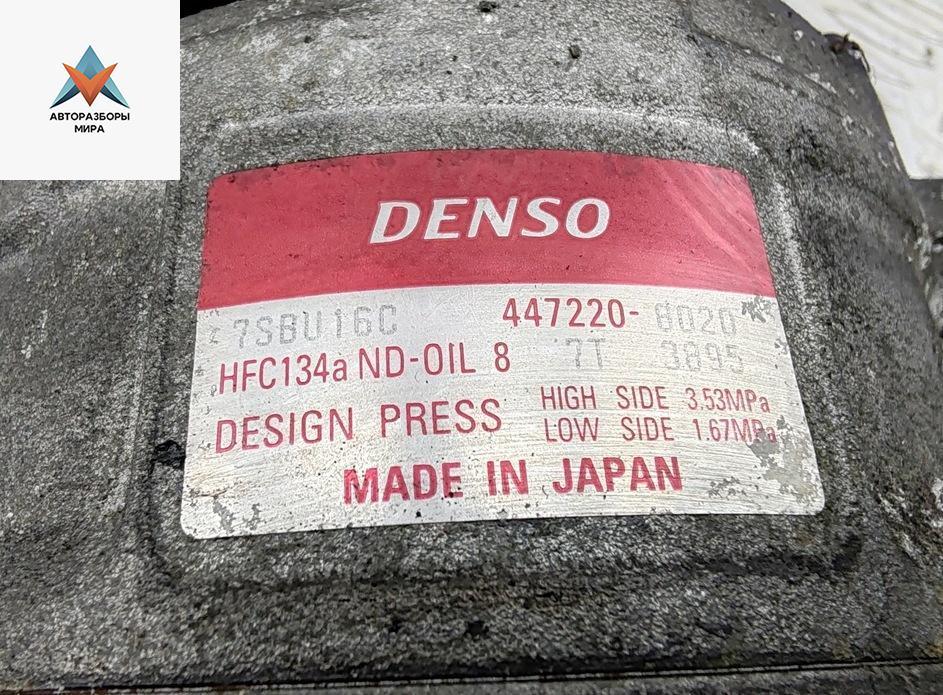 АВТОРАЗБОРЫ
МИРА
DENSO
7SBU16C 447220-8020
HFC134a ND-OIL 8 7T 3895
DESIGN PRESS HIGH SIDE 3.53MPa
LOW SIDE 1.67MPa
MADE IN JAPAN